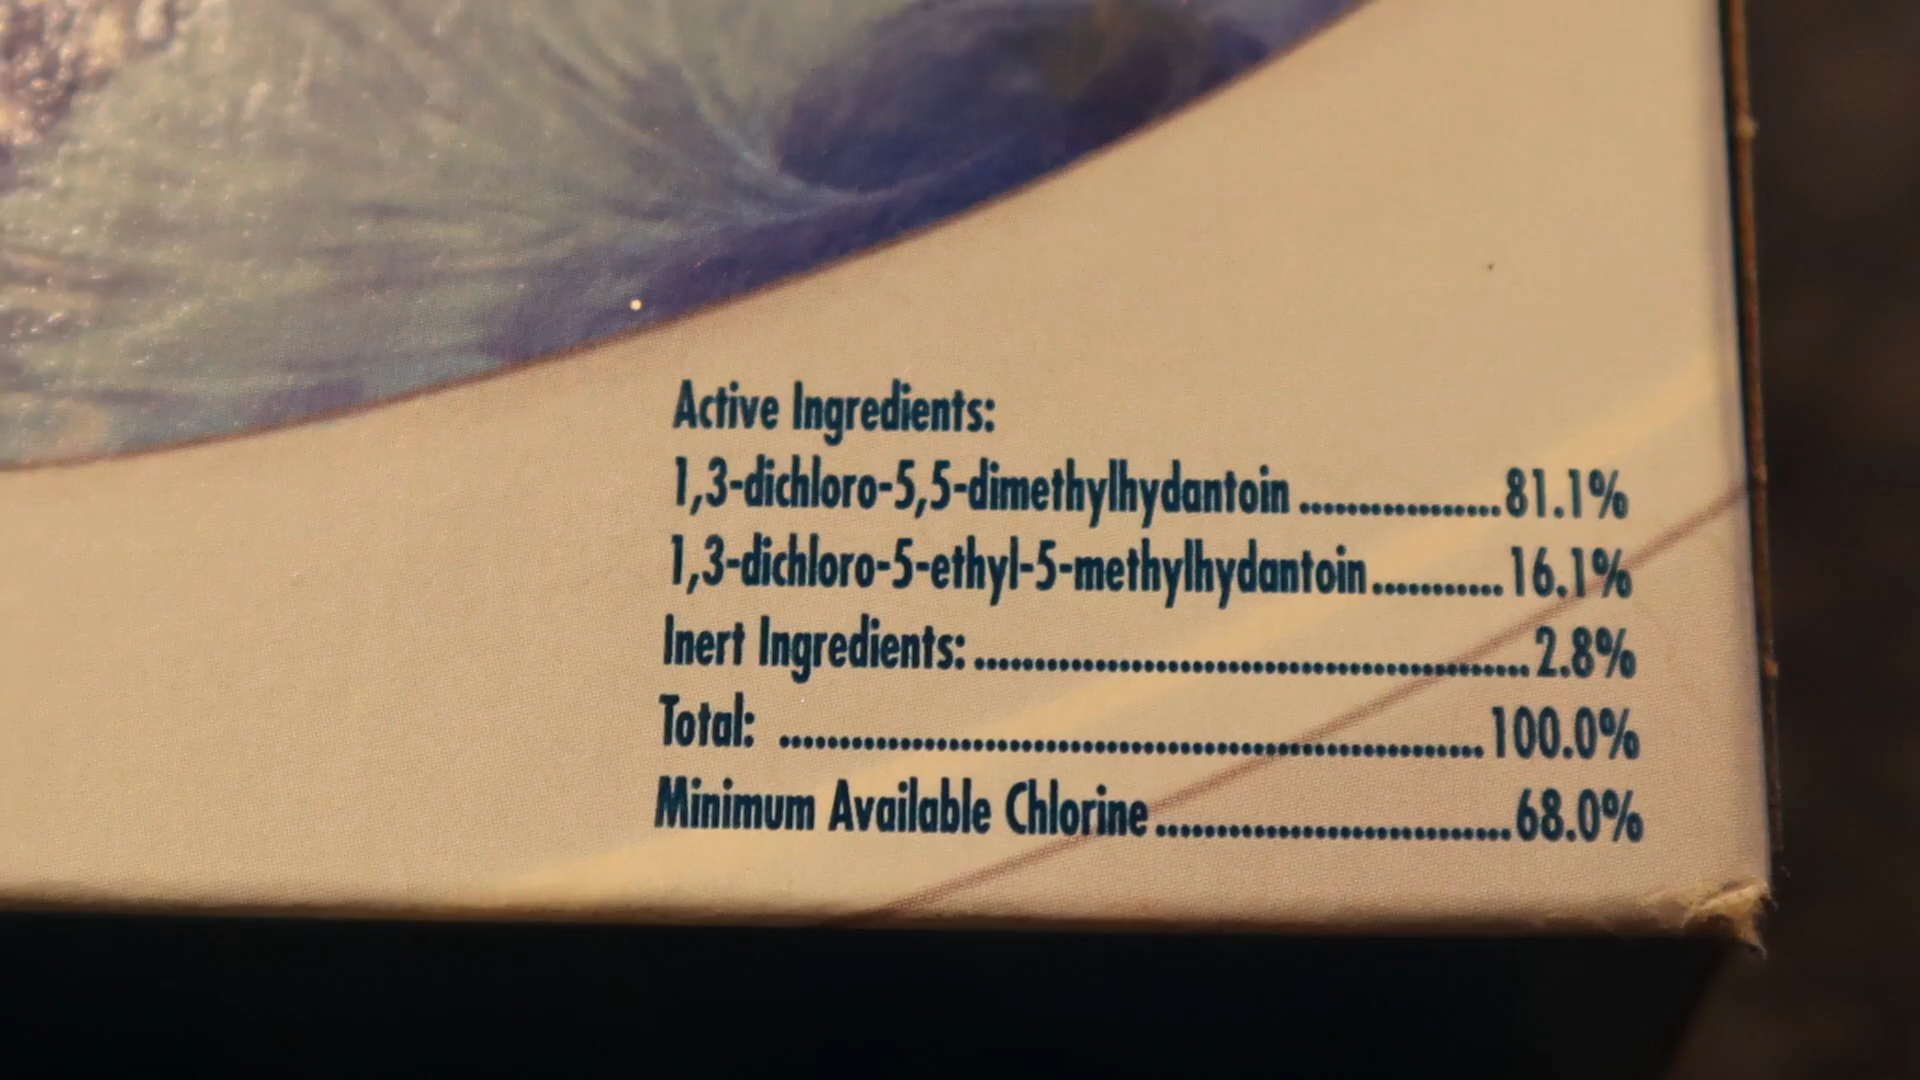 Active Ingredients:
1,3-dichloro-5,5-dimethylhydantoin.................81.1%
1,3-dichloro-5-ethyl-5-methylhydantoin...........16.1%
Inert Ingredients:...............................................2.8%
Total: ............................................................100.0%
Minimum Available Chlorine..............................68.0%